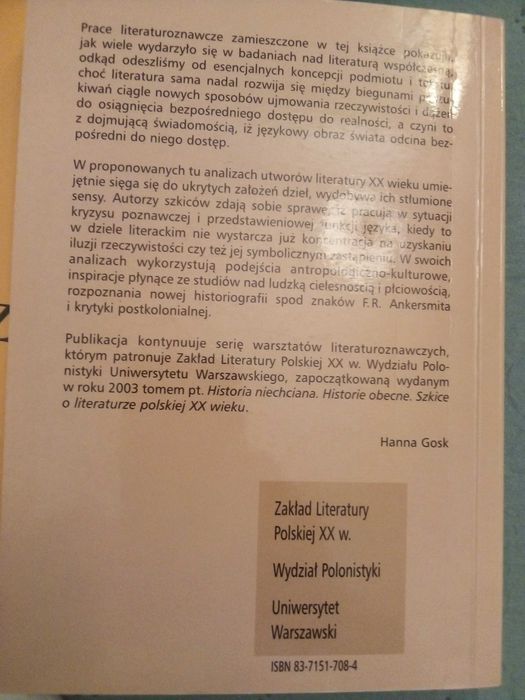 Prace literaturoznawcze zamieszczone w tej książce pokazują,
jak wiele wydarzyło się w badaniach nad literaturą współczesną,
odkąd odeszliśmy od esencjalnych koncepcji podmiotu i tekstu,
choć literatura sama nadal rozwija się między biegunami poszu-
kiwań ciągle nowych sposobów ujmowania rzeczywistości i dążeń
do osiągnięcia bezpośredniego dostępu do realności, a czyni to
z dojmującą świadomością, iż językowy obraz świata odcina bez-
pośredni do niego dostęp.
W proponowanych tu analizach utworów literatury XX wieku umie-
jętnie sięga się do ukrytych założeń dzieł, wydobywa ich stłumione
sensy. Autorzy szkiców zdają sobie sprawę, iż pracują w sytuacji
kryzysu poznawczej i przedstawieniowej funkcji języka, kiedy to
w dziele literackim nie wystarcza już koncentracja na uzyskaniu
iluzji rzeczywistości czy też jej symbolicznym zastąpieniu. W swoich
analizach wykorzystują podejścia antropologiczno-kulturowe,
inspiracje płynące ze studiów nad ludzką cielesnością i płciowością,
rozpoznania nowej historiografii spod znaków F.R. Ankersmita
i krytyki postkolonialnej.
Publikacja kontynuuje serię warsztatów literaturoznawczych,
którym patronuje Zakład Literatury Polskiej XX w. Wydziału Polo-
nistyki Uniwersytetu Warszawskiego, zapoczątkowaną wydanym
w roku 2003 tomem pt. Historia niechciana. Historie obecne. Szkice
o literaturze polskiej XX wieku.
Hanna Gosk
Zakład Literatury
Polskiej XX w.
Wydział Polonistyki
Uniwersytet
Warszawski
ISBN 83-7151-708-4